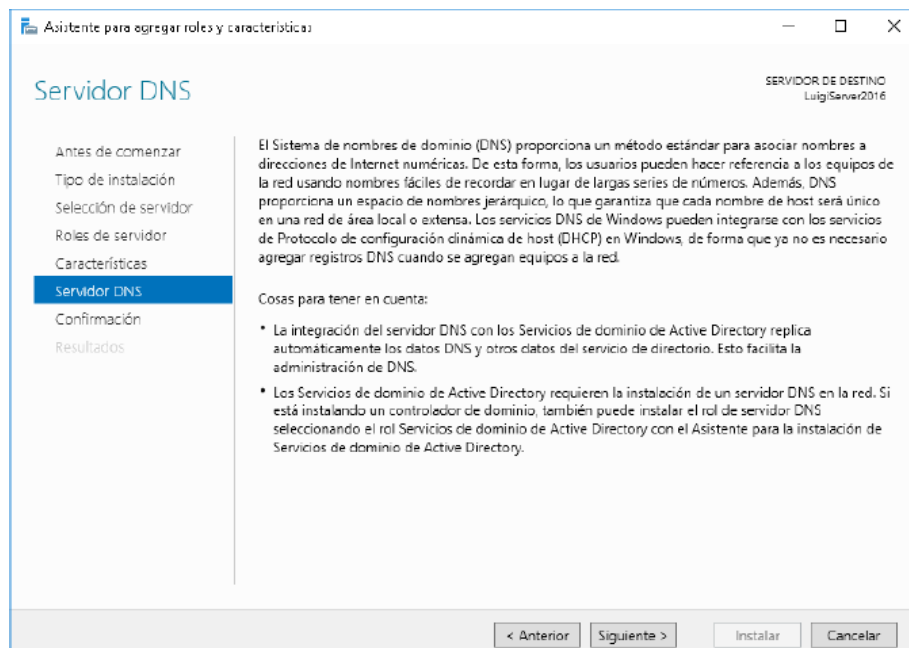 Asistente para agregar roles y características
Servidor DNS
SERVIDOR DE DESTINO
LuigiServer2016
Antes de comenzar
Tipo de instalación
Selección de servidor
Roles de servidor
Características
Servidor DNS
Confirmación
Resultados
El Sistema de nombres de dominio (DNS) proporciona un método estándar para asociar nombres a
direcciones de Internet numéricas. De esta forma, los usuarios pueden hacer referencia a los equipos de
la red usando nombres fáciles de recordar en lugar de largas series de números. Además, DNS
proporciona un espacio de nombres jerárquico, lo que garantiza que cada nombre de host será único
en una red de área local o extensa. Los servicios DNS de Windows pueden integrarse con los servicios
de Protocolo de configuración dinámica de host (DHCP) en Windows, de forma que ya no es necesario
agregar registros DNS cuando se agregan equipos a la red.
Cosas para tener en cuenta:
• La integración del servidor DNS con los Servicios de dominio de Active Directory replica
automáticamente los datos DNS y otros datos del servicio de directorio. Esto facilita la
administración de DNS.
• Los Servicios de dominio de Active Directory requieren la instalación de un servidor DNS en la red. Si
está instalando un controlador de dominio, también puede instalar el rol de servidor DNS
seleccionando el rol Servicios de dominio de Active Directory con el Asistente para la instalación de
Servicios de dominio de Active Directory.
< Anterior
Siguiente >
Instalar
Cancelar